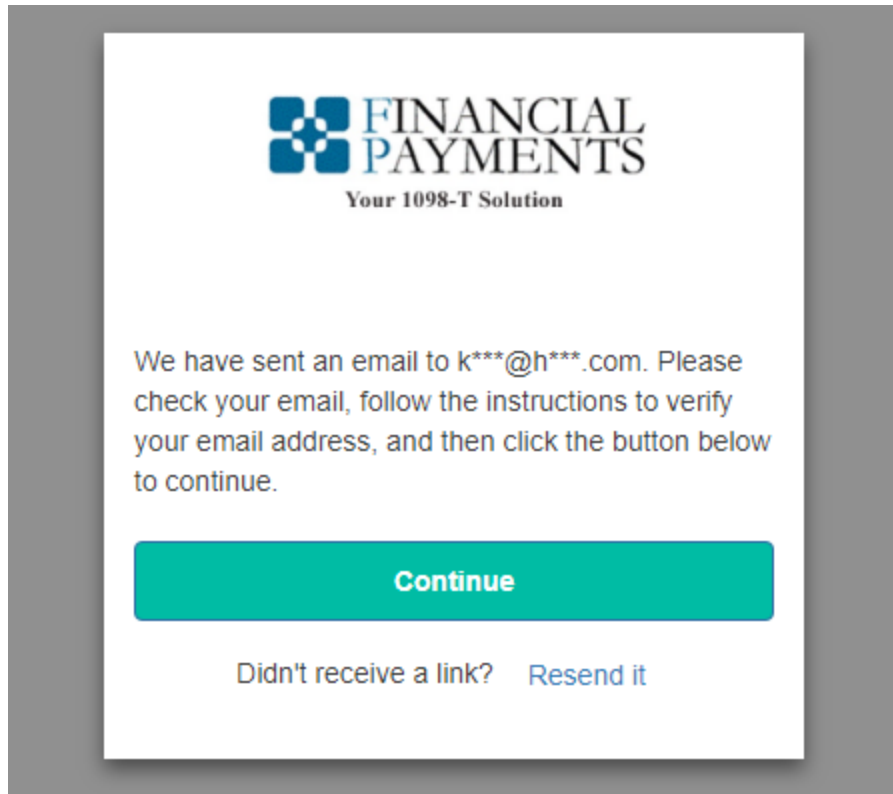 FINANCIAL
PAYMENTS
Your 1098-T Solution
We have sent an email to k***@h***.com. Please
check your email, follow the instructions to verify
your email address, and then click the button below
to continue.
Continue
Didn't receive a link? Resend it